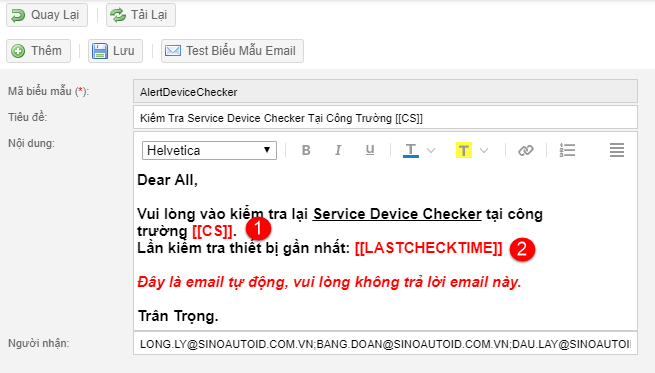 Quay Lại Tải Lại
Thêm Lưu Test Biểu Mẫu Email
Mã biểu mẫu (*): AlertDeviceChecker
Tiêu đề: Kiểm Tra Service Device Checker Tại Công Trường [[CS]]
Nội dung: Helvetica B I u T T
Dear All,
Vui lòng vào kiểm tra lại Service Device Checker tại công
trường [[CS]]. 1
Lần kiểm tra thiết bị gần nhất: [[LASTCHECKTIME]] 2
Đây là email tự động, vui lòng không trả lời email này.
Trân Trọng.
Người nhận: LONG.LY@SINOAUTOID.COM.VN;BANG.DOAN@SINOAUTOID.COM.VN;DAU.LAY@SINOAUTOI